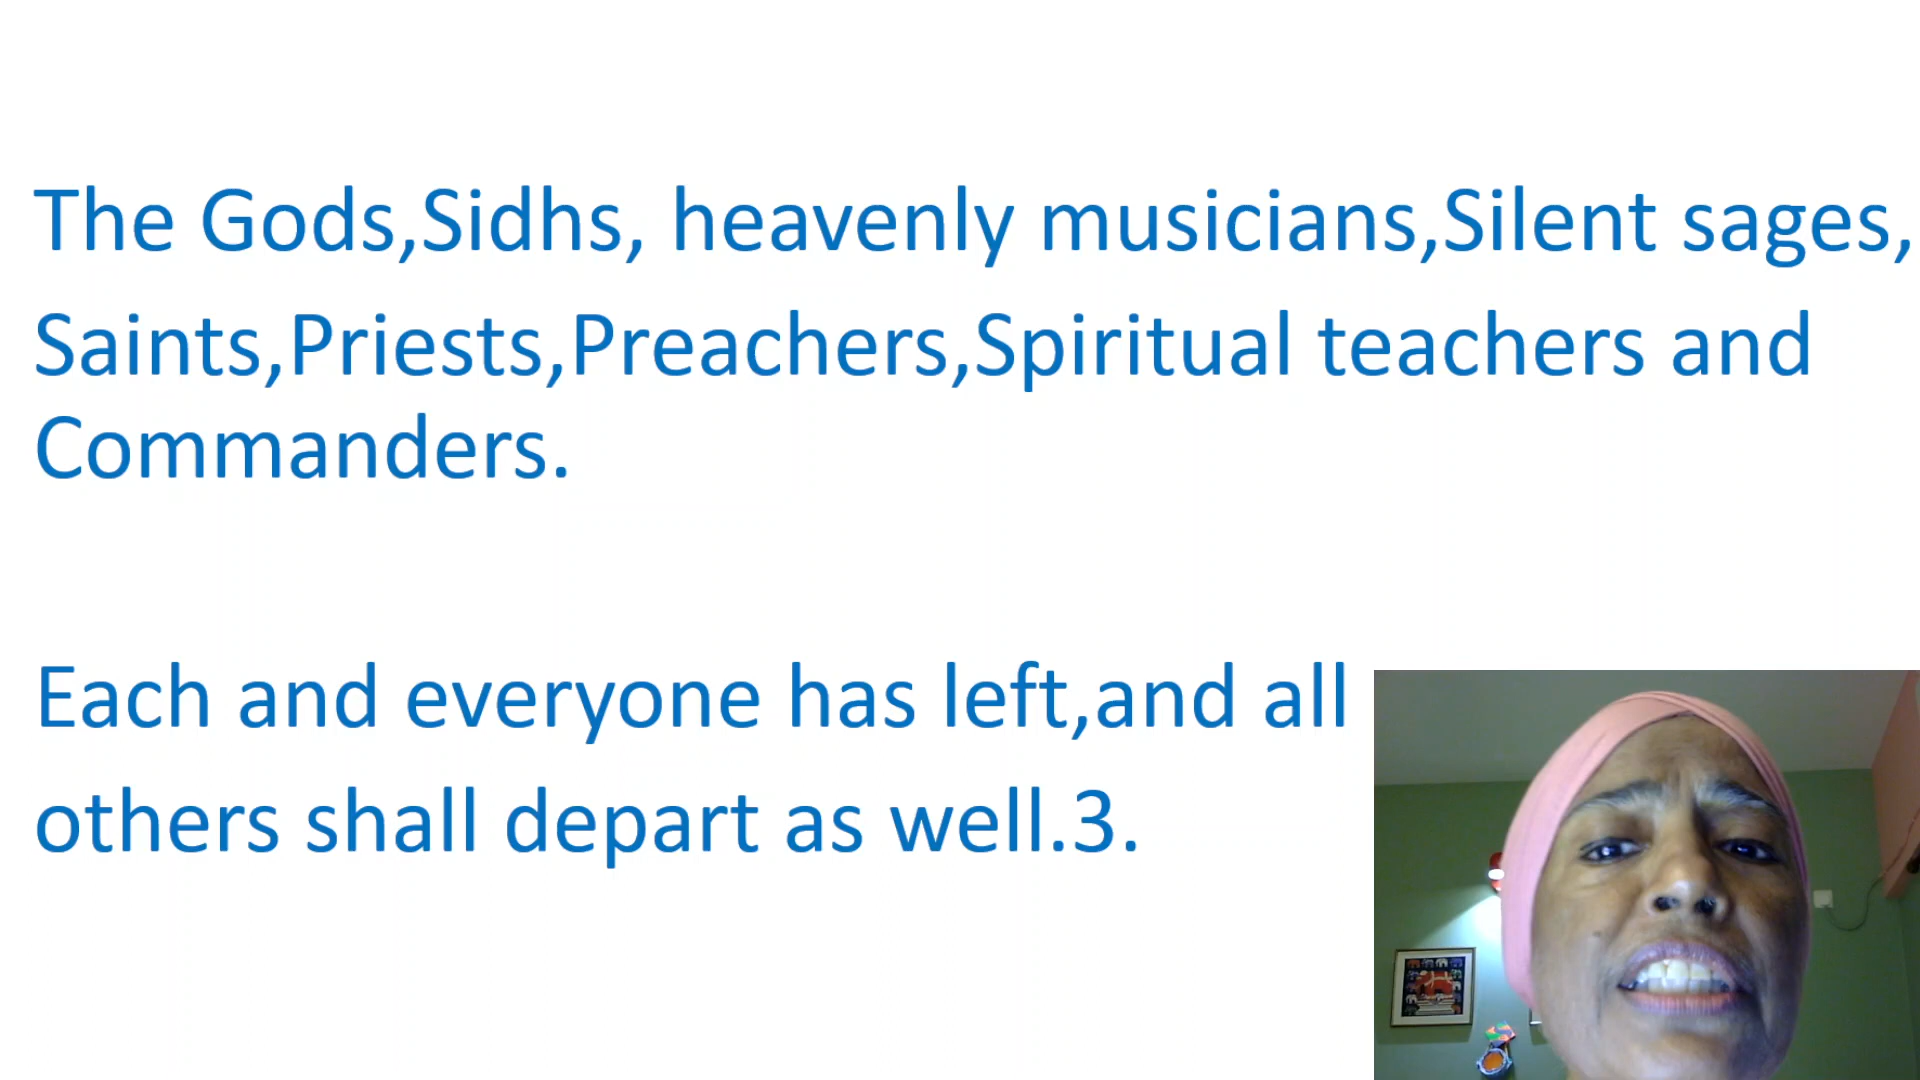 The Gods,Sidhs, heavenly musicians,Silent sages,
Saints,Priests,Preachers,Spiritual teachers and
Commanders.
Each and everyone has left,and all
others shall depart as well.3.